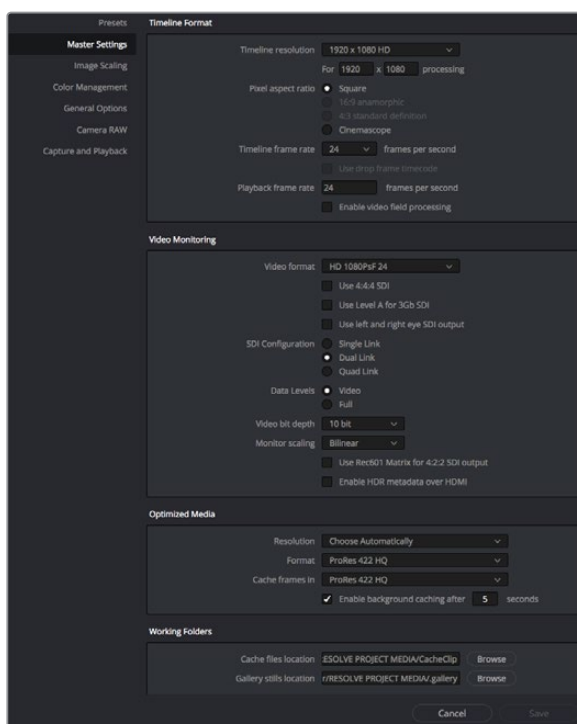 Presets
Master Settings
Image Scaling
Color Management
General Options
Camera RAW
Capture and Playback
Timeline Format
Timeline resolution 1920 x 1080 HD
For 1920 x 1080 processing
Pixel aspect ratio Square
16:9 anamorphic
4:3 standard definition
Cinemascope
Timeline frame rate 24 frames per second
Use drop frame timecode
Playback frame rate 24 frames per second
Enable video field processing
Video Monitoring
Video format HD 1080PsF 24
Use 4:4:4 SDI
Use Level A for 3Gb SDI
Use left and right eye SDI output
SDI Configuration Single Link
Dual Link
Quad Link
Data Levels Video
Full
Video bit depth 10 bit
Monitor scaling Bilinear
Use Rec601 Matrix for 4:2:2 SDI output
Enable HDR metadata over HDMI
Optimized Media
Resolution Choose Automatically
Format ProRes 422 HQ
Cache frames in ProRes 422 HQ
Enable background caching after 5 seconds
Working Folders
Cache files location ESOLVE PROJECT MEDIA/CacheClip Browse
Gallery stills location r/RESOLVE PROJECT MEDIA/.gallery Browse
Cancel Save